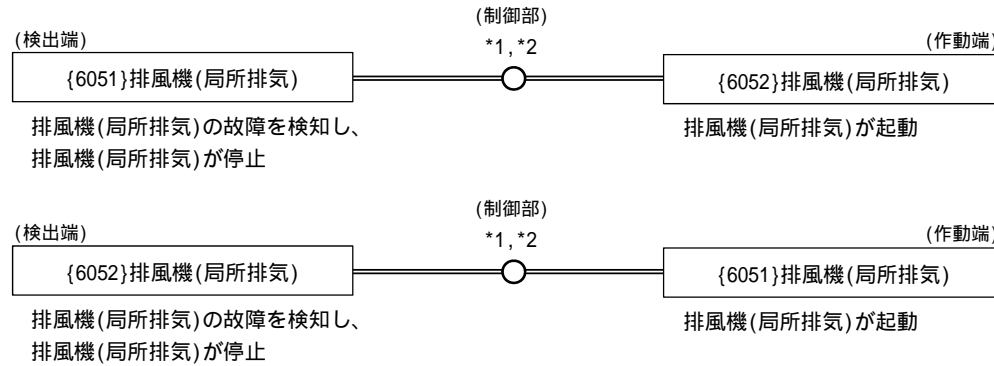 (制御部)
(検出端)
*1,*2
(作動端)
{6051}排風機(局所排気)
{6052}排風機(局所排気)
排風機(局所排気)の故障を検知し、
排風機(局所排気)が停止
排風機(局所排気)が起動
(制御部)
(検出端)
*1,*2
(作動端)
{6052}排風機(局所排気)
{6051}排風機(局所排気)
排風機(局所排気)の故障を検知し、
排風機(局所排気)が停止
排風機(局所排気)が起動